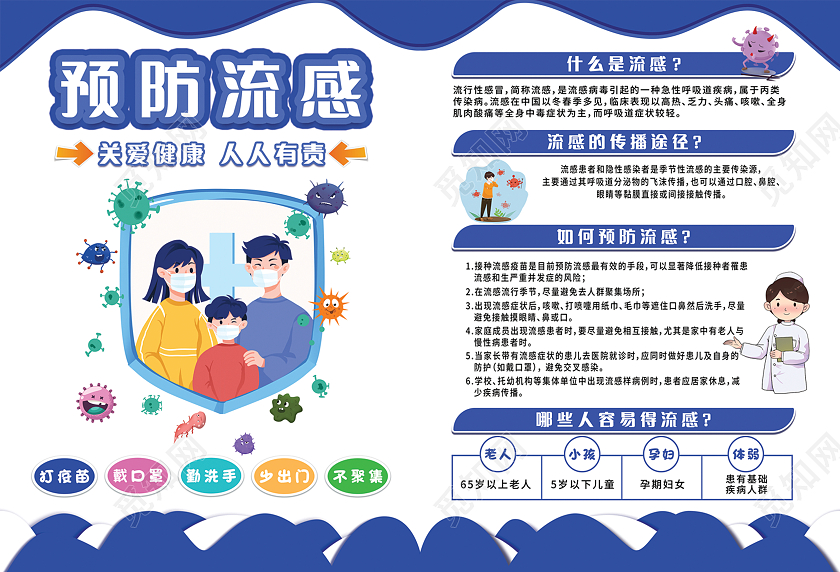 预防流感
关爱健康 人人有责
打疫苗
戴口罩
勤洗手
少出门
不聚集
什么是流感?
流行性感冒,简称流感,是流感病毒引起的一种急性呼吸道疾病,属于丙类
传染病。流感在中国以冬春季多见,临床表现以高热、乏力、头痛、咳嗽、全身
肌肉酸痛等全身中毒症状为主,而呼吸道症状较轻。
流感的传播途径?
流感患者和隐性感染者是季节性流感的主要传染源,
主要通过其呼吸道分泌物的飞沫传播,也可以通过口腔、鼻腔、
眼睛等黏膜直接或间接接触传播。
如何预防流感?
1.接种流感疫苗是目前预防流感最有效的手段,可以显著降低接种者罹患
流感和生严重并发症的风险;
2.在流感流行季节,尽量避免去人群聚集场所;
3.出现流感症状后,咳嗽、打喷嚏用纸巾、毛巾等遮住口鼻然后洗手,尽量
避免接触摸眼睛、鼻或口。
4.家庭成员出现流感患者时,要尽量避免相互接触,尤其是家中有老人与
慢性病患者时。
5.当家长带有流感症状的患儿去医院就诊时,应同时做好患儿及自身的
防护(如戴口罩),避免交叉感染。
6.学校、托幼机构等集体单位中出现流感样病例时,患者应居家休息,减
少疾病传播。
哪些人容易得流感?
老人
小孩
孕妇
体弱
65岁以上老人
5岁以下儿童
孕期妇女
患有基础
疾病人群
觅知网